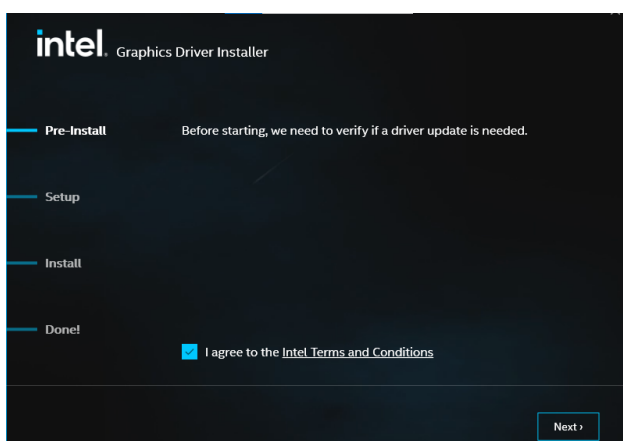 intel. Graphics Driver Installer
Pre-Install
Before starting, we need to verify if a driver update is needed.
Setup
Install
Done!
I agree to the Intel Terms and Conditions
Next ›